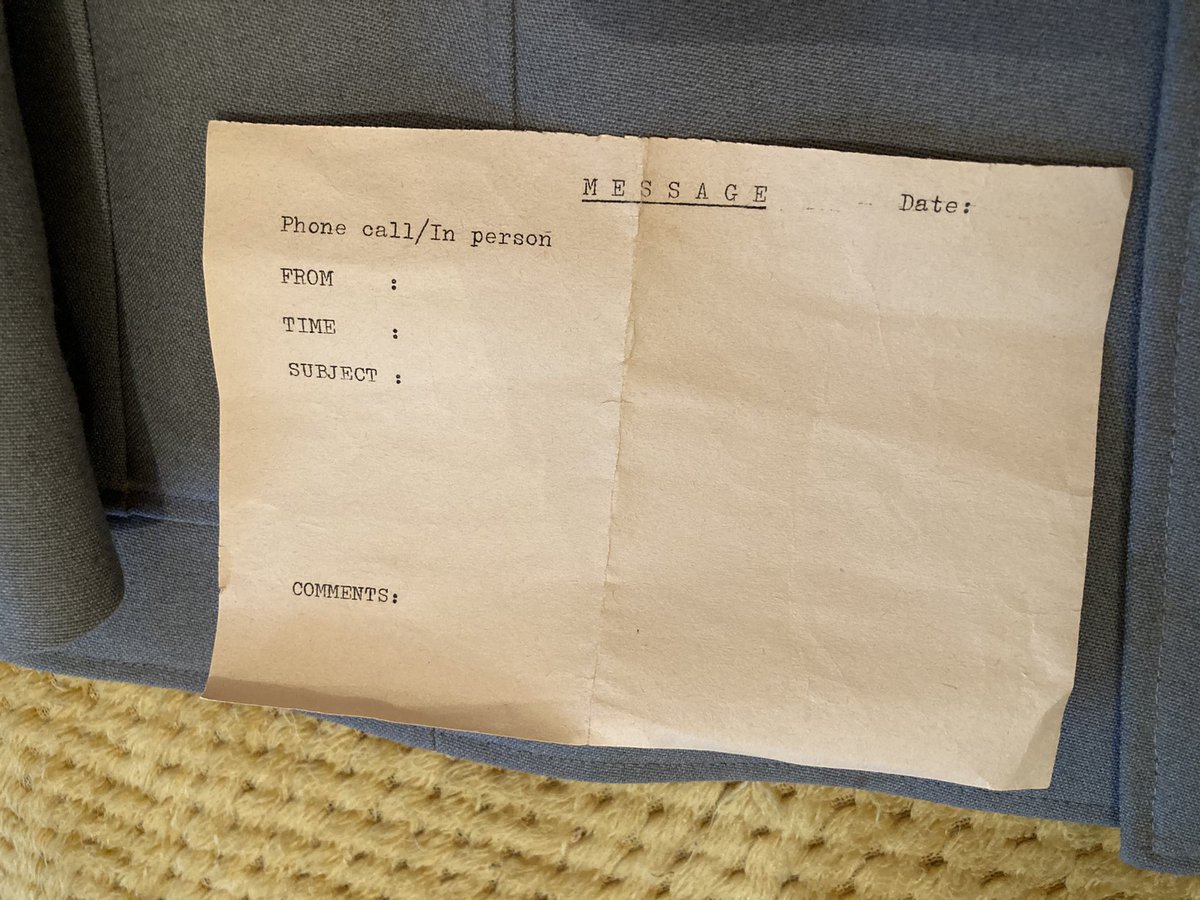 M E S S A G E Date:
Phone call/In person
FROM :
TIME :
SUBJECT :
COMMENTS: